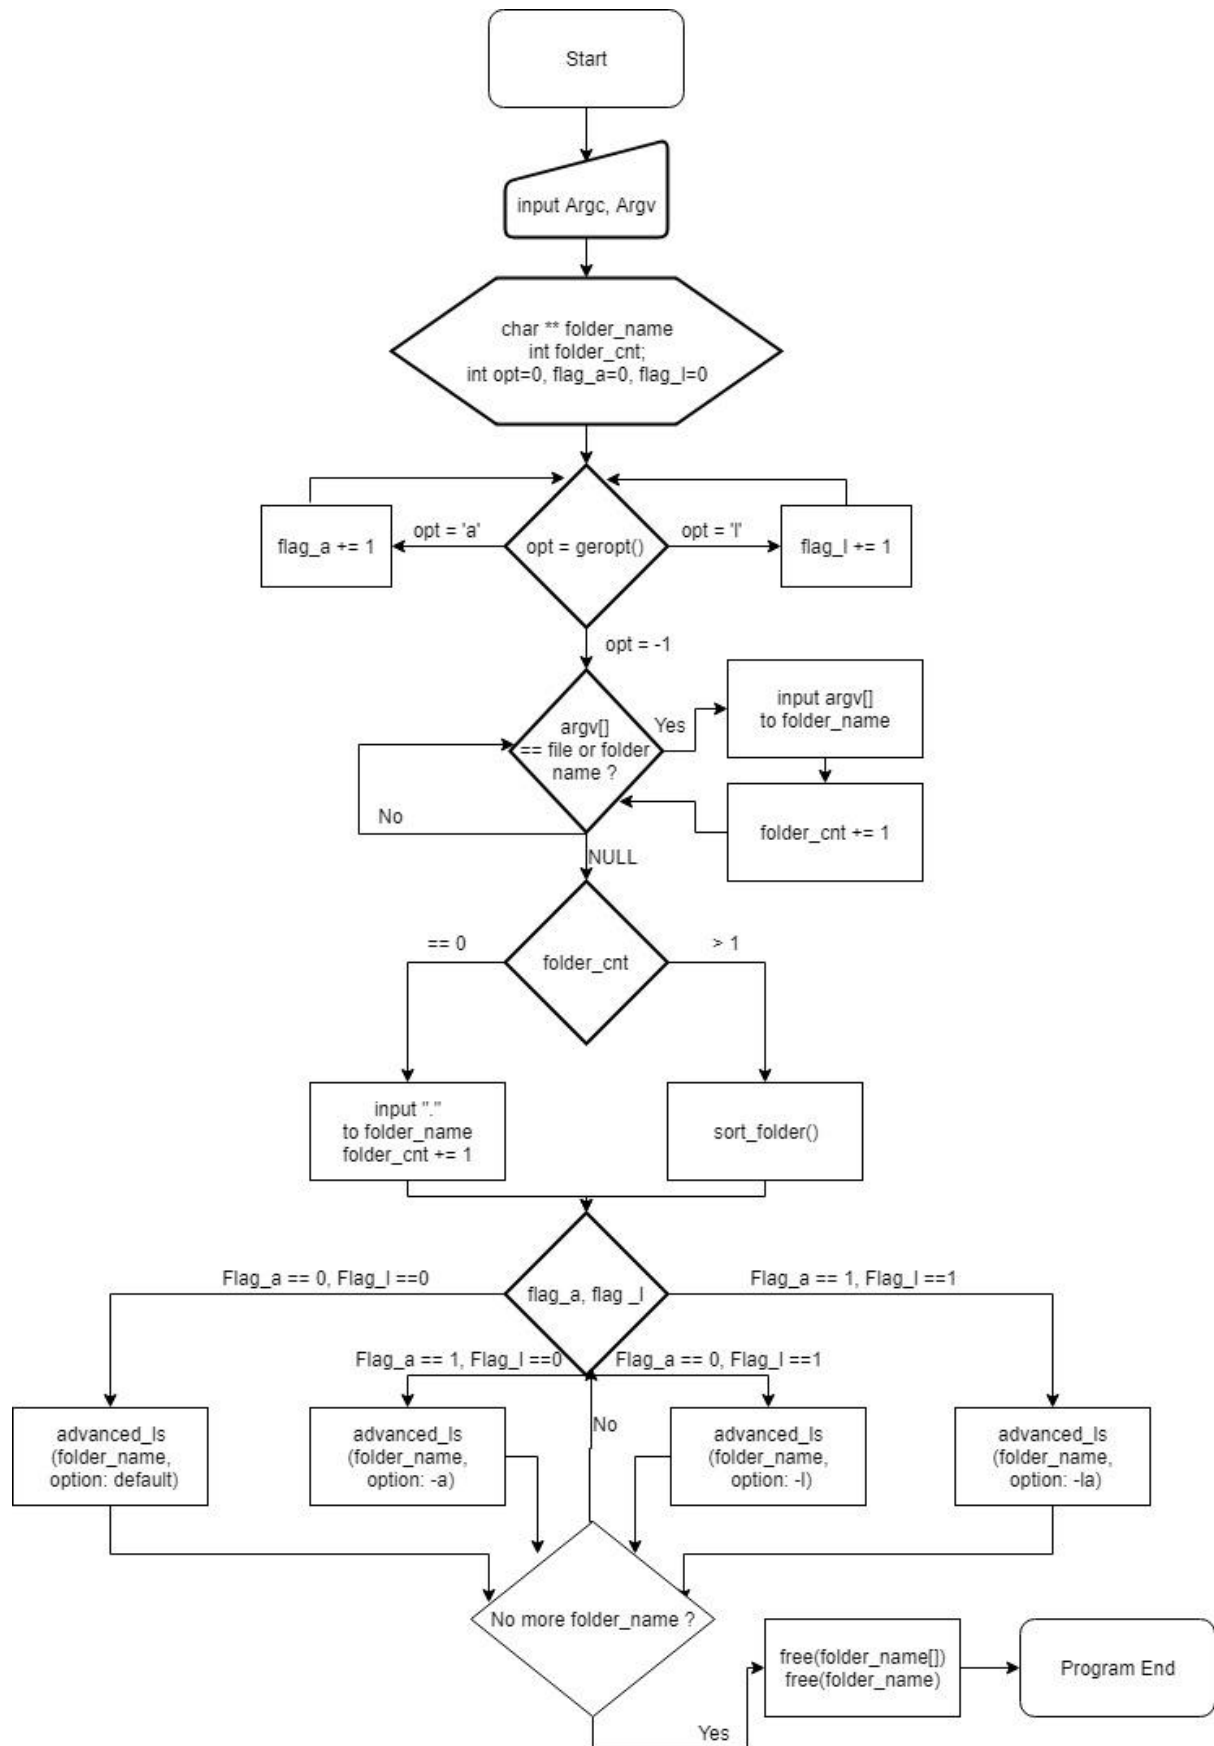 Start
input Argc, Argv
char ** folder_name
int folder_cnt;
int opt=0, flag_a=0, flag_l=0
flag_a += 1
opt = 'a'
opt = geropt()
opt = 'l'
flag_l += 1
opt = -1
argv[]
== file or folder
name ?
Yes
input argv[]
to folder_name
No
folder_cnt += 1
NULL
== 0
folder_cnt
> 1
input "."
to folder_name
folder_cnt += 1
sort_folder()
Flag_a == 0, Flag_l ==0
flag_a, flag _l
Flag_a == 1, Flag_l ==1
Flag_a == 1, Flag_l ==0
Flag_a == 0, Flag_l ==1
advanced_ls
(folder_name,
option: default)
advanced_ls
(folder_name,
option: -a)
No
advanced_ls
(folder_name,
option: -l)
advanced_ls
(folder_name,
option: -la)
No more folder_name ?
free(folder_name[])
free(folder_name)
Program End
Yes